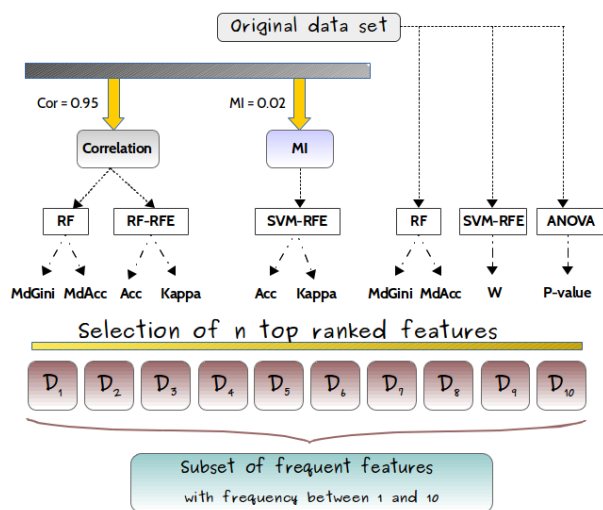 Original data set
Cor = 0.95 MI = 0.02
Correlation MI
RF RF-RFE SVM-RFE RF SVM-RFE ANOVA
MdGini MdAcc Acc Kappa Acc Kappa MdGini MdAcc W P-value
Selection of n top ranked features
D1 D2 D3 D4 D5 D6 D7 D8 D9 D10
Subset of frequent features
with frequency between 1 and 10